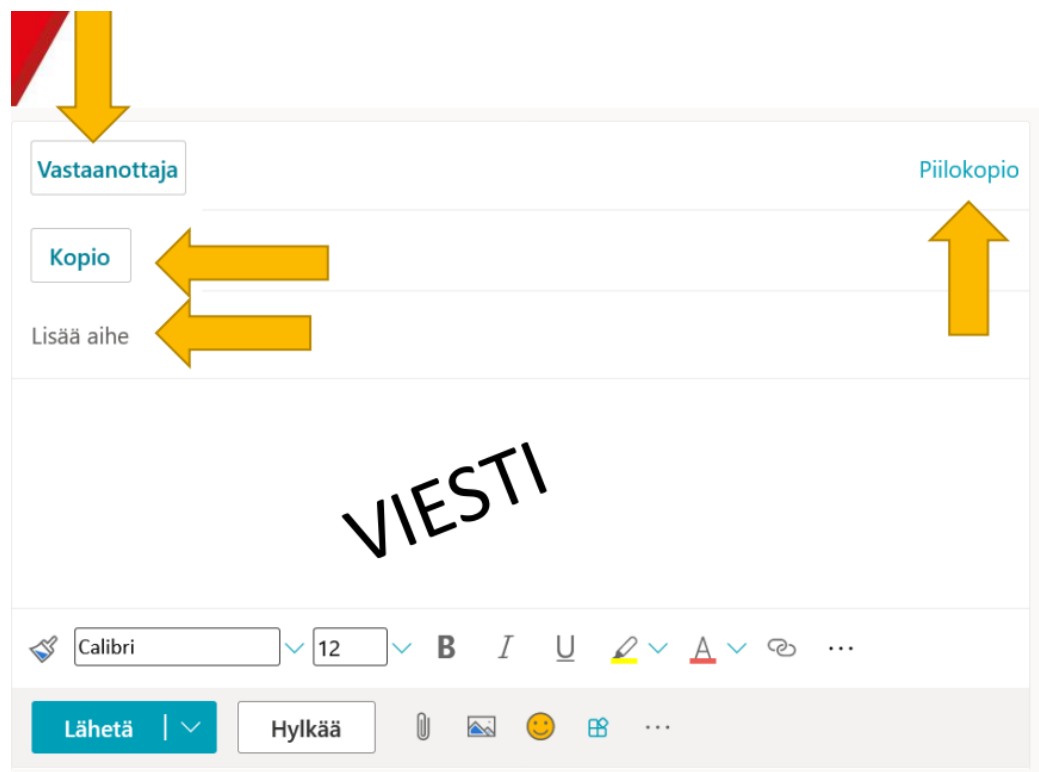 Vastaanottaja Piilokopio
Kopio
Lisää aihe
VIESTI
Calibri 12 B I U A ...
Lähetä Hylkää ...